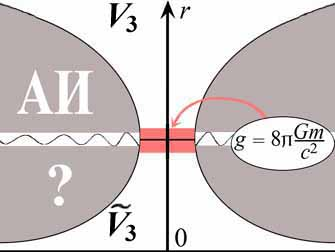 V₃ r
АИ
g = 8π Gm/c²
?
Ṽ₃ 0